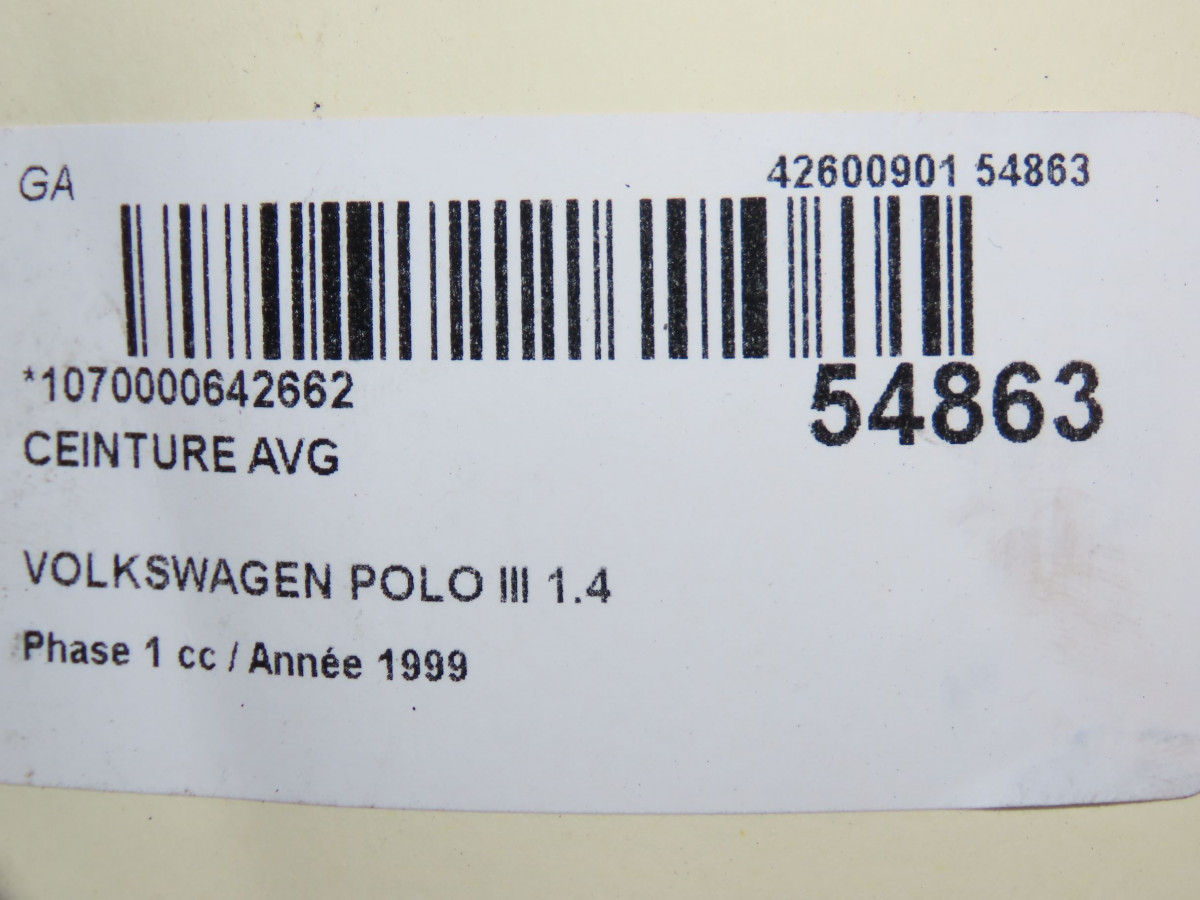 GA
42600901 54863
*1070000642662
54863
CEINTURE AVG
VOLKSWAGEN POLO III 1.4
Phase 1 cc / Année 1999